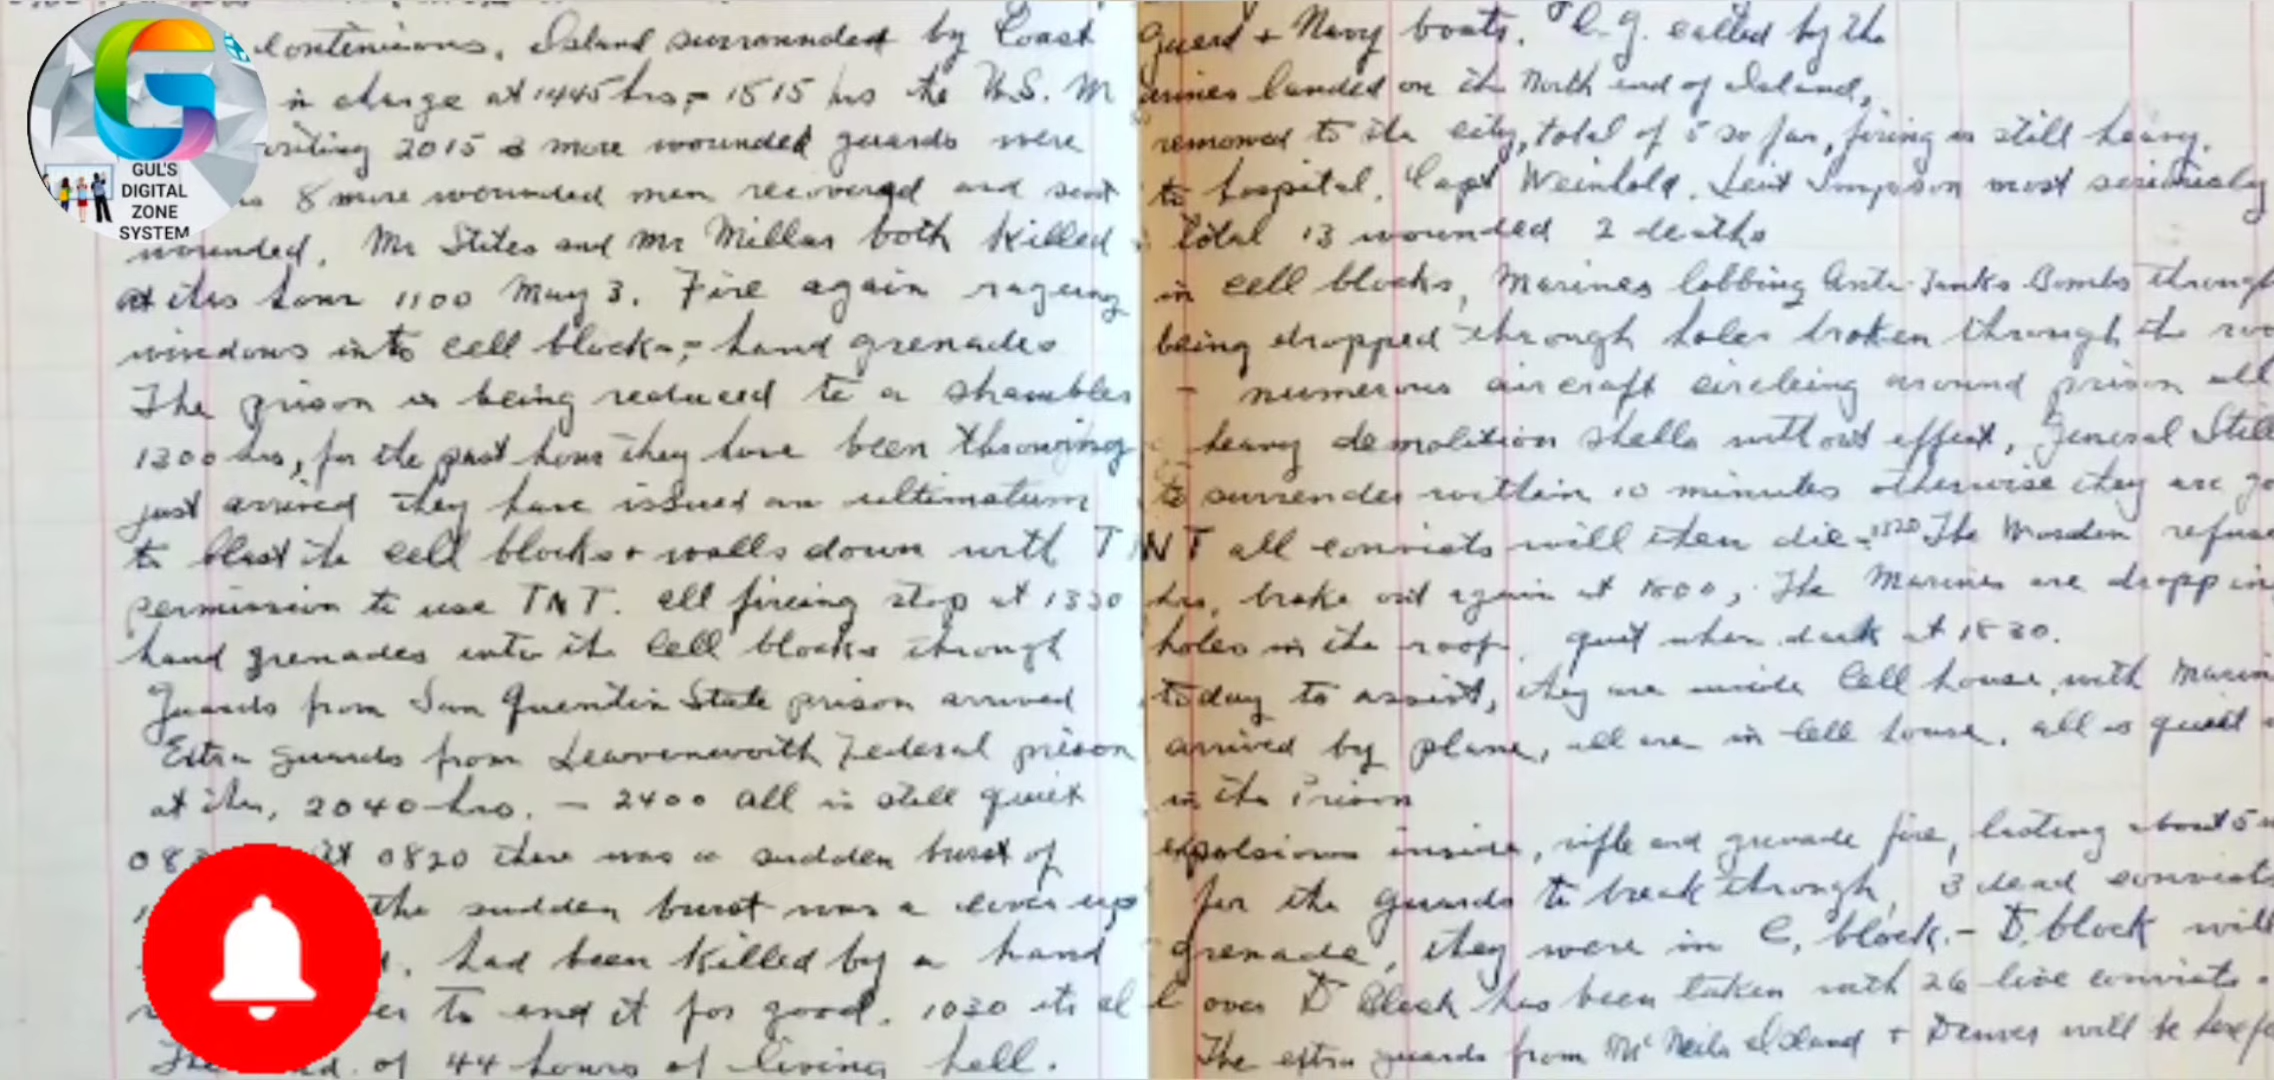 GUL'S
DIGITAL
ZONE
SYSTEM
Island surrounded by Coast Guard + Navy boats. C.G. called by the
in charge at 1445 hrs, - 1515 hrs the U.S. Marines landed on the North end of Island,
writing 2015 3 more wounded guards were removed to the city, total of 5 so far, firing is still heavy.
8 more wounded men recovered and sent to hospital. Capt Weinhold. Leut Simpson most seriously
wounded. Mr Stites and Mr Miller both killed total 13 wounded 2 deaths
at this hour 1100 May 3. Fire again rageing in cell blocks, Marines lobbing Anti-Tanks Bombs through
windows into cell blocks, - hand grenades being dropped through holes broken through the
The prison is being reduced to a shambles - numerous aircraft circleing around prison all
1300 hrs, for the past hour they have been throwing heavy demolition shells without effect, General Still
just arrived they have issued an ultimatum to surrender within 10 minutes otherwise they are
to blast the cell blocks + walls down with TNT all convicts will then die - 1320 The Warden
permission to use TNT. all fireing stop at 1330 hrs, broke out again at The Marines are
hand grenades into the cell blocks through holes in the roof, quit when dark at 1830.
Guards from San Quentin State prison arrived today to assist, they are inside Cell house, with
Extra guards from Leavenworth Federal prison arrived by plane, all are in cell house, all is quiet
at this, 2040 hrs. - 2400 all is still quiet in the Prison
at 0820 there was a sudden burst of expolsions inside, rifle and grenade fire, lasting about 5
the sudden burst was a cover up for the guards to break through, 3 dead convicts
had been killed by a hand grenade, they were in C, block. - D, block will
to end it for good. 1030 its all over D Block has been taken with 26 live convicts.
of 44 hours of living hell. The extra guards from Mc Neils Island + Denver will be